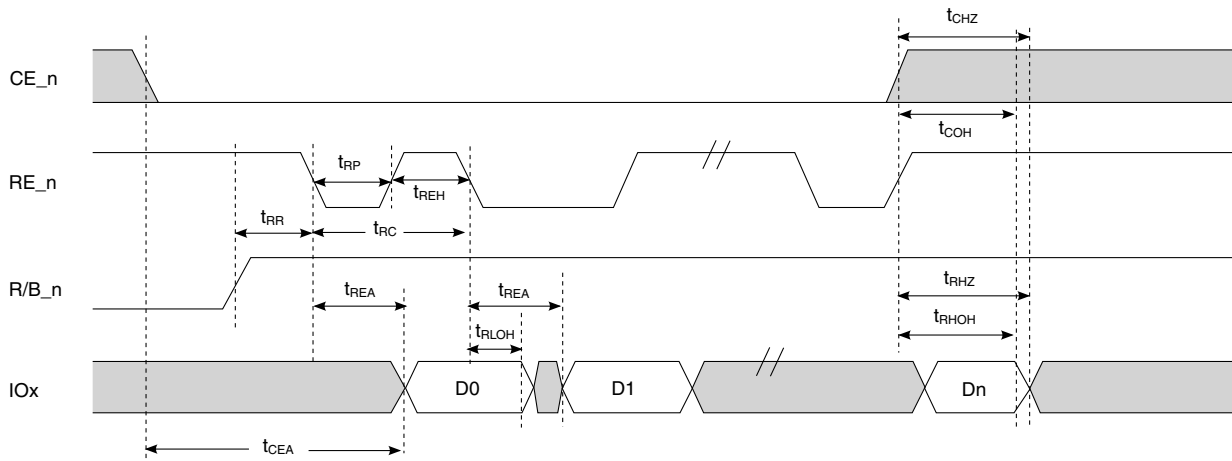 tCHZ
CE_n
tCOH
RE_n
tRP
tREH
tRR
tRC
R/B_n
tREA
tREA
tRHZ
tRLOH
tRHOH
IOx
D0
D1
Dn
tCEA